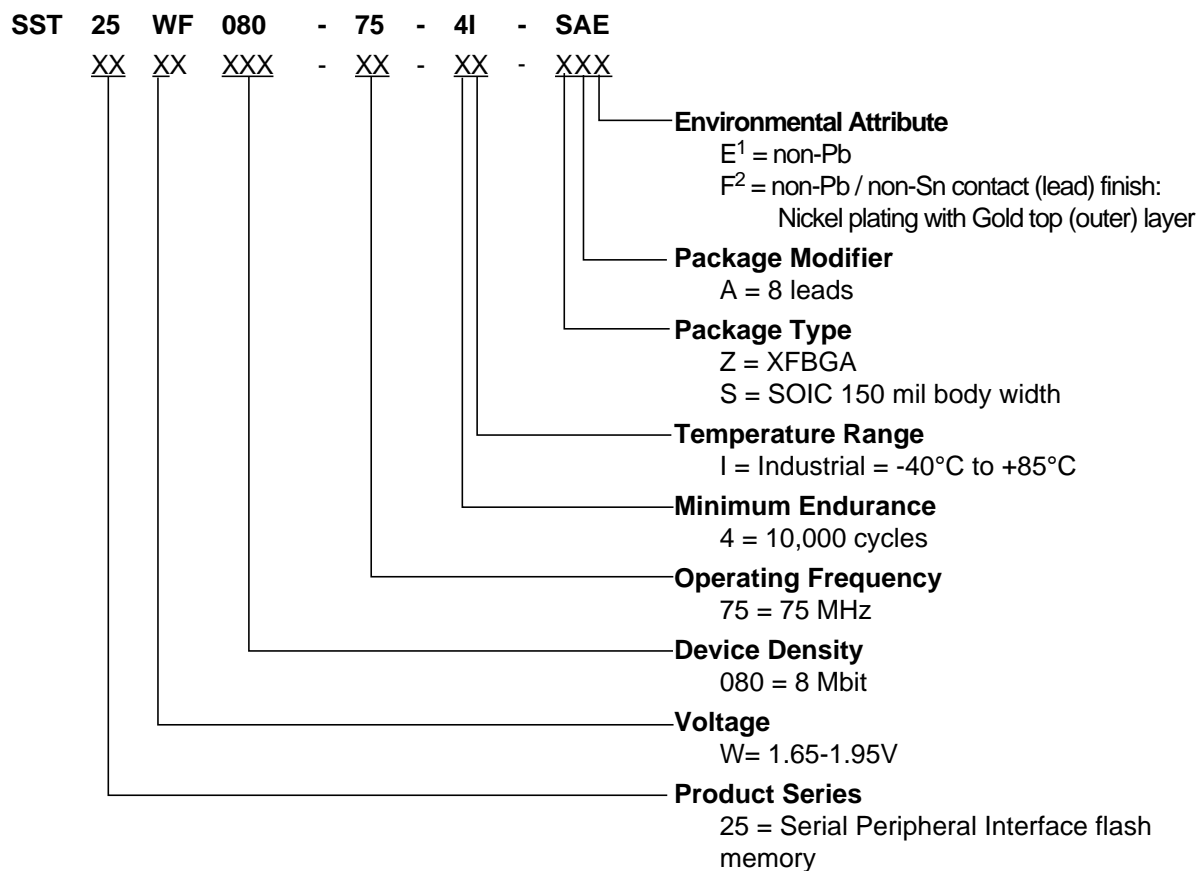 SST 25 WF 080 - 75 - 4I - SAE
XX XX XXX - XX - XX - XXX
Environmental Attribute
E1 = non-Pb
F2 = non-Pb / non-Sn contact (lead) finish:
Nickel plating with Gold top (outer) layer
Package Modifier
A = 8 leads
Package Type
Z = XFBGA
S = SOIC 150 mil body width
Temperature Range
I = Industrial = -40°C to +85°C
Minimum Endurance
4 = 10,000 cycles
Operating Frequency
75 = 75 MHz
Device Density
080 = 8 Mbit
Voltage
W= 1.65-1.95V
Product Series
25 = Serial Peripheral Interface flash
memory